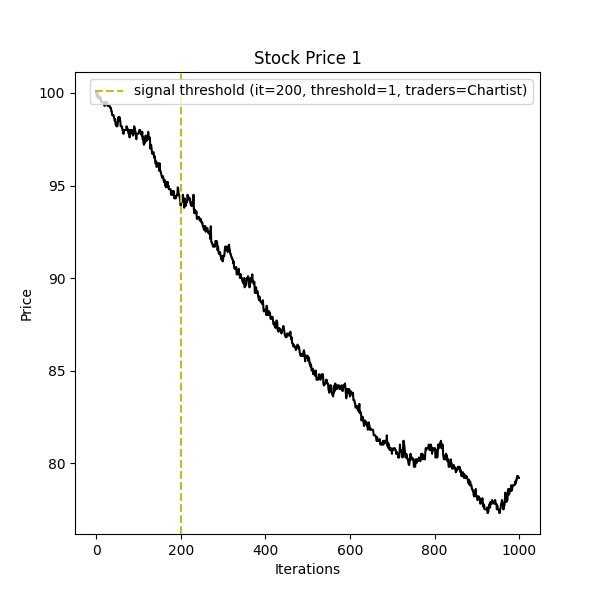 Stock Price 1
signal threshold (it=200, threshold=1, traders=Chartist)
100
95
90
85
80
Price
0 200 400 600 800 1000
Iterations